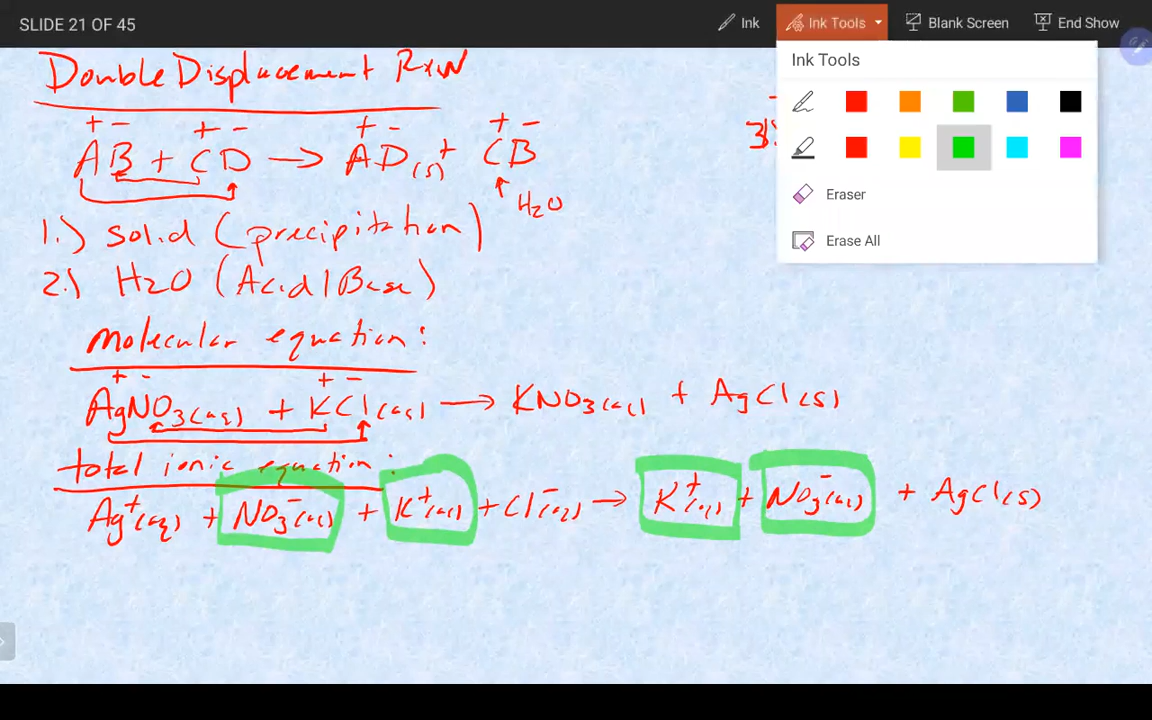 SLIDE 21 OF 45
Ink
Ink Tools
Blank Screen
End Show
Ink Tools
Eraser
Erase All
Double Displacement Rxn
+ - + - + - + -
AB + CD → AD(s) + CB
H2O
1.) solid (precipitation)
2.) H2O (Acid/Base)
molecular equation:
+ - + -
AgNO3(aq) + KCl(aq) → KNO3(aq) + AgCl(s)
total ionic equation:
Ag+(aq) + NO3-(aq) + K+(aq) + Cl-(aq) → K+(aq) + NO3-(aq) + AgCl(s)